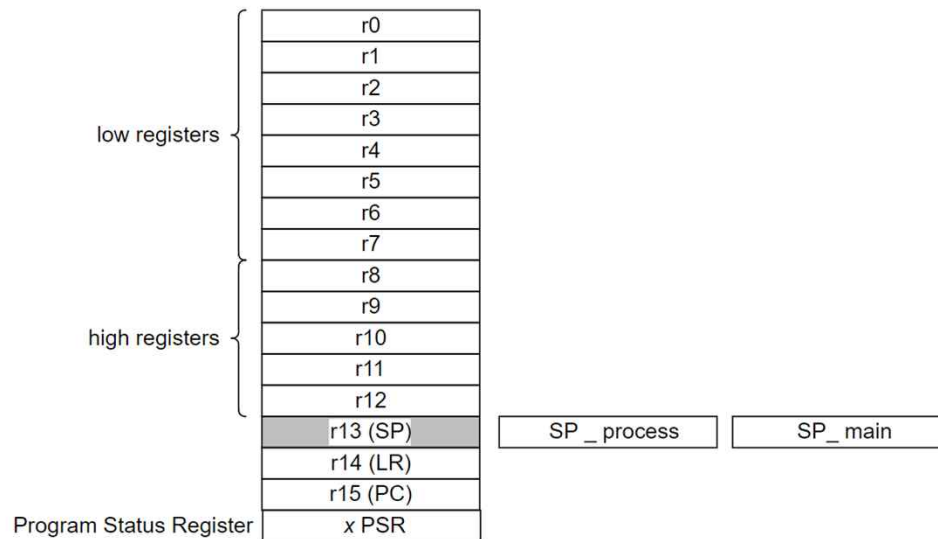 r0
r1
r2
low registers
r3
r4
r5
r6
r7
r8
r9
high registers
r10
r11
r12
r13 (SP)
SP _ process
SP_ main
r14 (LR)
r15 (PC)
Program Status Register
x PSR